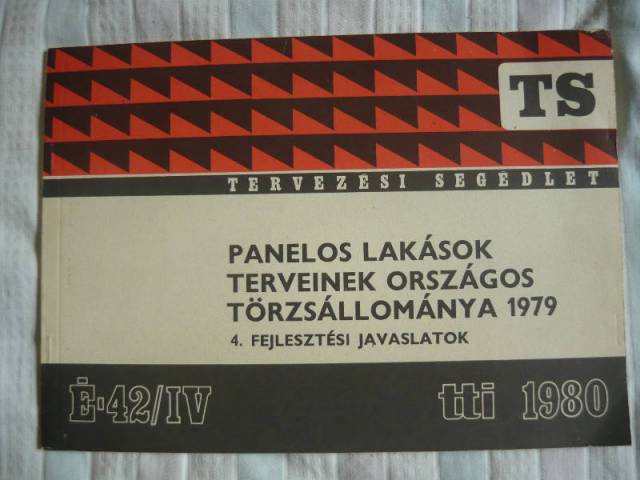 TS
TERVEZÉSI SEGÉDLET
PANELOS LAKÁSOK
TERVEINEK ORSZÁGOS
TÖRZSÁLLOMÁNYA 1979
4. FEJLESZTÉSI JAVASLATOK
É-42/IV
tti 1980